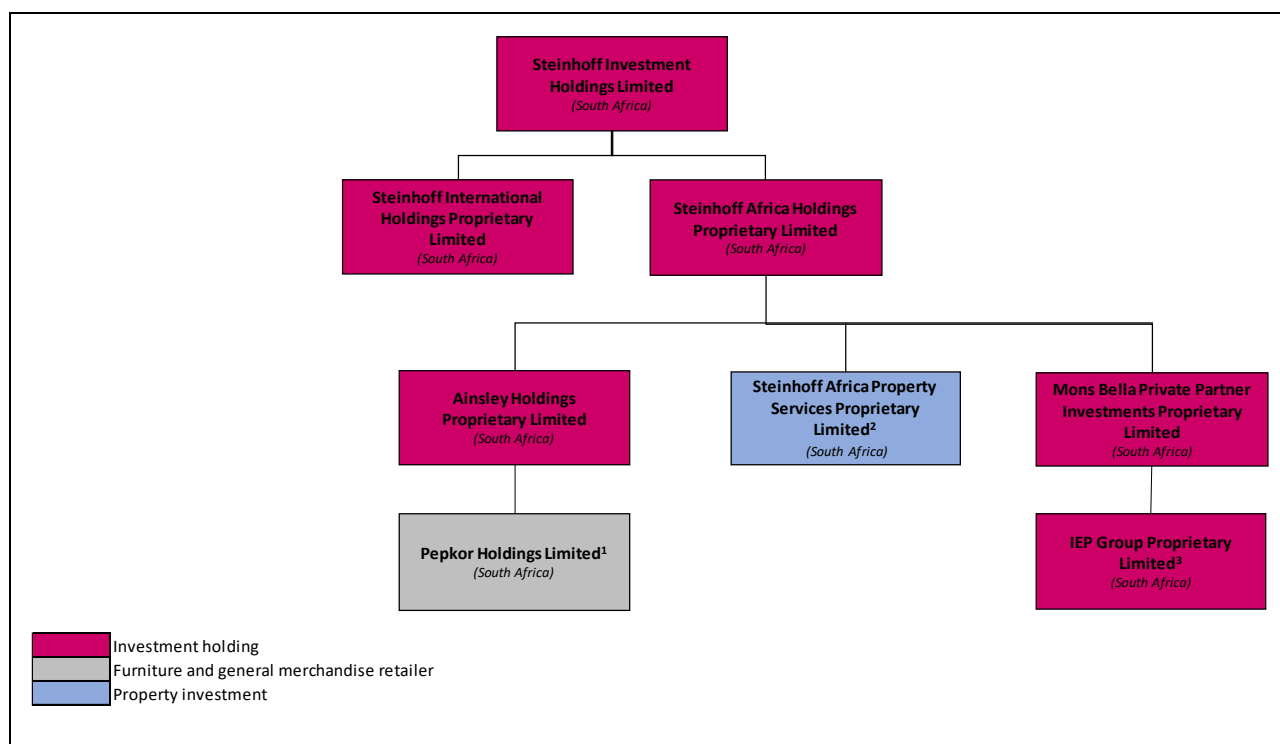 Steinhoff Investment
Holdings Limited
(South Africa)
Steinhoff International
Holdings Proprietary
Limited
(South Africa)
Steinhoff Africa Holdings
Proprietary Limited
(South Africa)
Ainsley Holdings
Proprietary Limited
(South Africa)
Steinhoff Africa Property
Services Proprietary
Limited²
(South Africa)
Mons Bella Private Partner
Investments Proprietary
Limited
(South Africa)
Pepkor Holdings Limited¹
(South Africa)
IEP Group Proprietary
Limited³
(South Africa)
Investment holding
Furniture and general merchandise retailer
Property investment